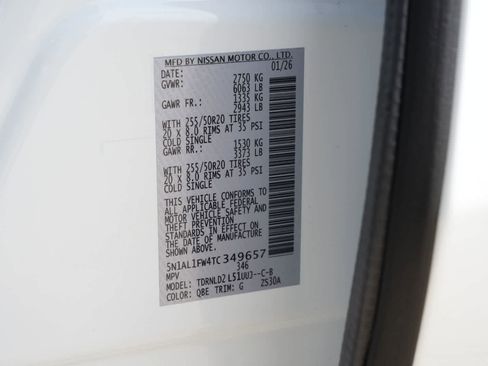 MFD BY NISSAN MOTOR CO., LTD.
DATE: 01/26
GVWR: 2750 KG
6063 LB
GAWR FR.: 1335 KG
2943 LB
WITH 255/50R20 TIRES
20 X 8.0 RIMS AT 35 PSI
COLD SINGLE
GAWR RR.: 1530 KG
3373 LB
WITH 255/50R20 TIRES
20 X 8.0 RIMS AT 35 PSI
COLD SINGLE
THIS VEHICLE CONFORMS TO
ALL APPLICABLE FEDERAL
MOTOR VEHICLE SAFETY AND
THEFT PREVENTION
STANDARDS IN EFFECT ON
THE DATE OF MANUFACTURE
SHOWN ABOVE.
5N1AL1FW4TC349657
MPV 346
MODEL: TDRNLD2 L51UUJ--C-B
COLOR: QBE TRIM: G ZS30A